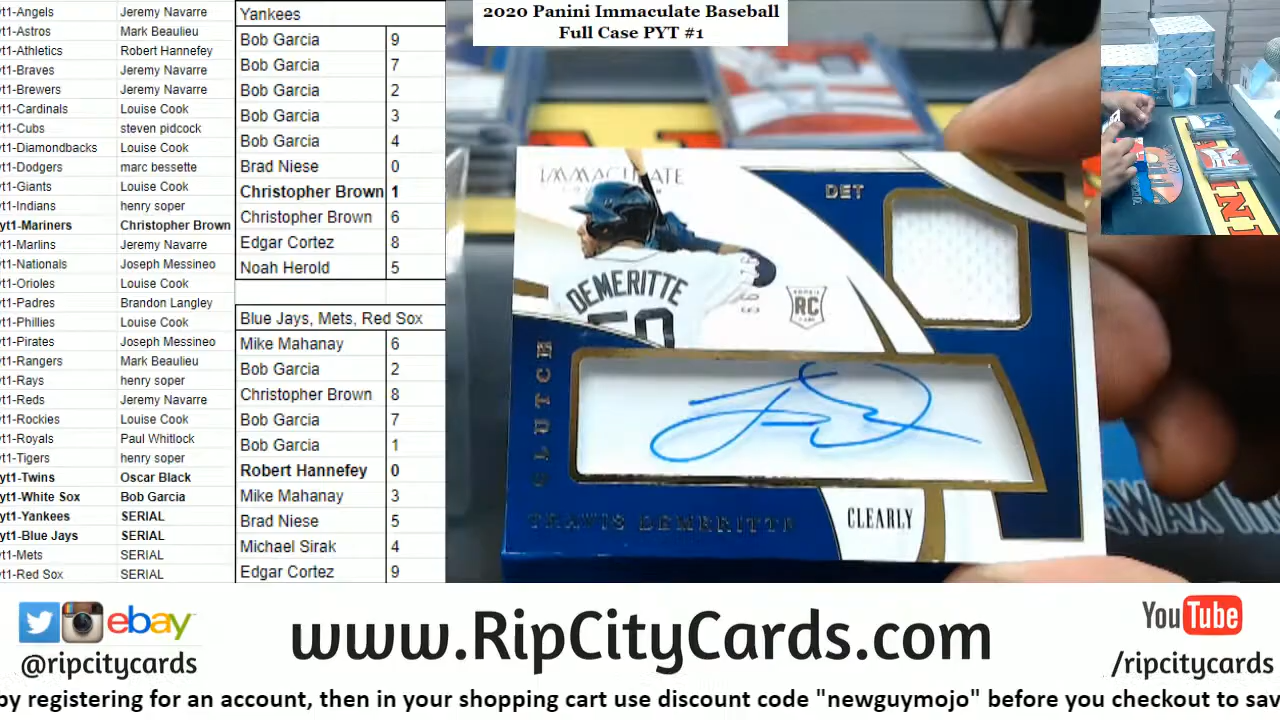 yt1-Angels Jeremy Navarre
yt1-Astros Mark Beaulieu
yt1-Athletics Robert Hannefey
yt1-Braves Jeremy Navarre
yt1-Brewers Jeremy Navarre
yt1-Cardinals Louise Cook
yt1-Cubs steven pidcock
yt1-Diamondbacks Louise Cook
yt1-Dodgers marc bessette
yt1-Giants Louise Cook
yt1-Indians henry soper
yt1-Mariners Christopher Brown
yt1-Marlins Jeremy Navarre
yt1-Nationals Joseph Messineo
yt1-Orioles Louise Cook
yt1-Padres Brandon Langley
yt1-Phillies Louise Cook
yt1-Pirates Joseph Messineo
yt1-Rangers Mark Beaulieu
yt1-Rays henry soper
yt1-Reds Jeremy Navarre
yt1-Rockies Louise Cook
yt1-Royals Paul Whitlock
yt1-Tigers henry soper
yt1-Twins Oscar Black
yt1-White Sox Bob Garcia
yt1-Yankees SERIAL
yt1-Blue Jays SERIAL
yt1-Mets SERIAL
yt1-Red Sox SERIAL
Yankees
Bob Garcia 9
Bob Garcia 7
Bob Garcia 2
Bob Garcia 3
Bob Garcia 4
Brad Niese 0
Christopher Brown 1
Christopher Brown 6
Edgar Cortez 8
Noah Herold 5
Blue Jays, Mets, Red Sox
Mike Mahanay 6
Bob Garcia 2
Christopher Brown 8
Bob Garcia 7
Bob Garcia 1
Robert Hannefey 0
Mike Mahanay 3
Brad Niese 5
Michael Sirak 4
Edgar Cortez 9
2020 Panini Immaculate Baseball
Full Case PYT #1
IMMACULATE
DET
DEMERITTE
50
RC
CLUTCH
TRAVIS DEMERITTE
CLEARLY
ebay
@ripcitycards
www.RipCityCards.com
YouTube
/ripcitycards
by registering for an account, then in your shopping cart use discount code "newguymojo" before you checkout to sav